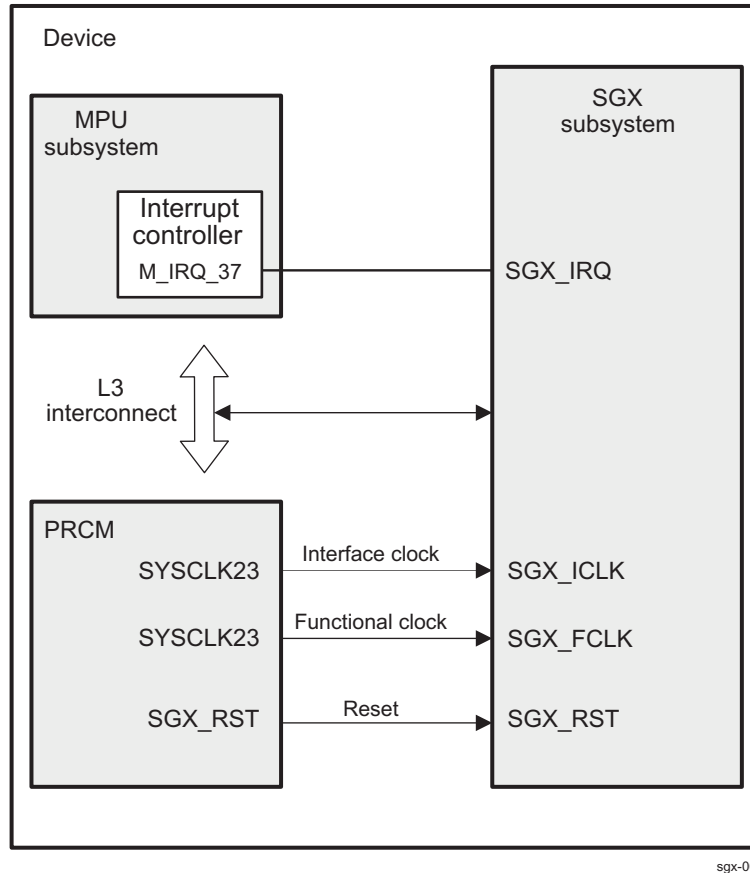 Device
MPU
subsystem
Interrupt
controller
M_IRQ_37
SGX
subsystem
SGX_IRQ
L3
interconnect
PRCM
SYSCLK23
Interface clock
SGX_ICLK
SYSCLK23
Functional clock
SGX_FCLK
SGX_RST
Reset
SGX_RST
sgx-0